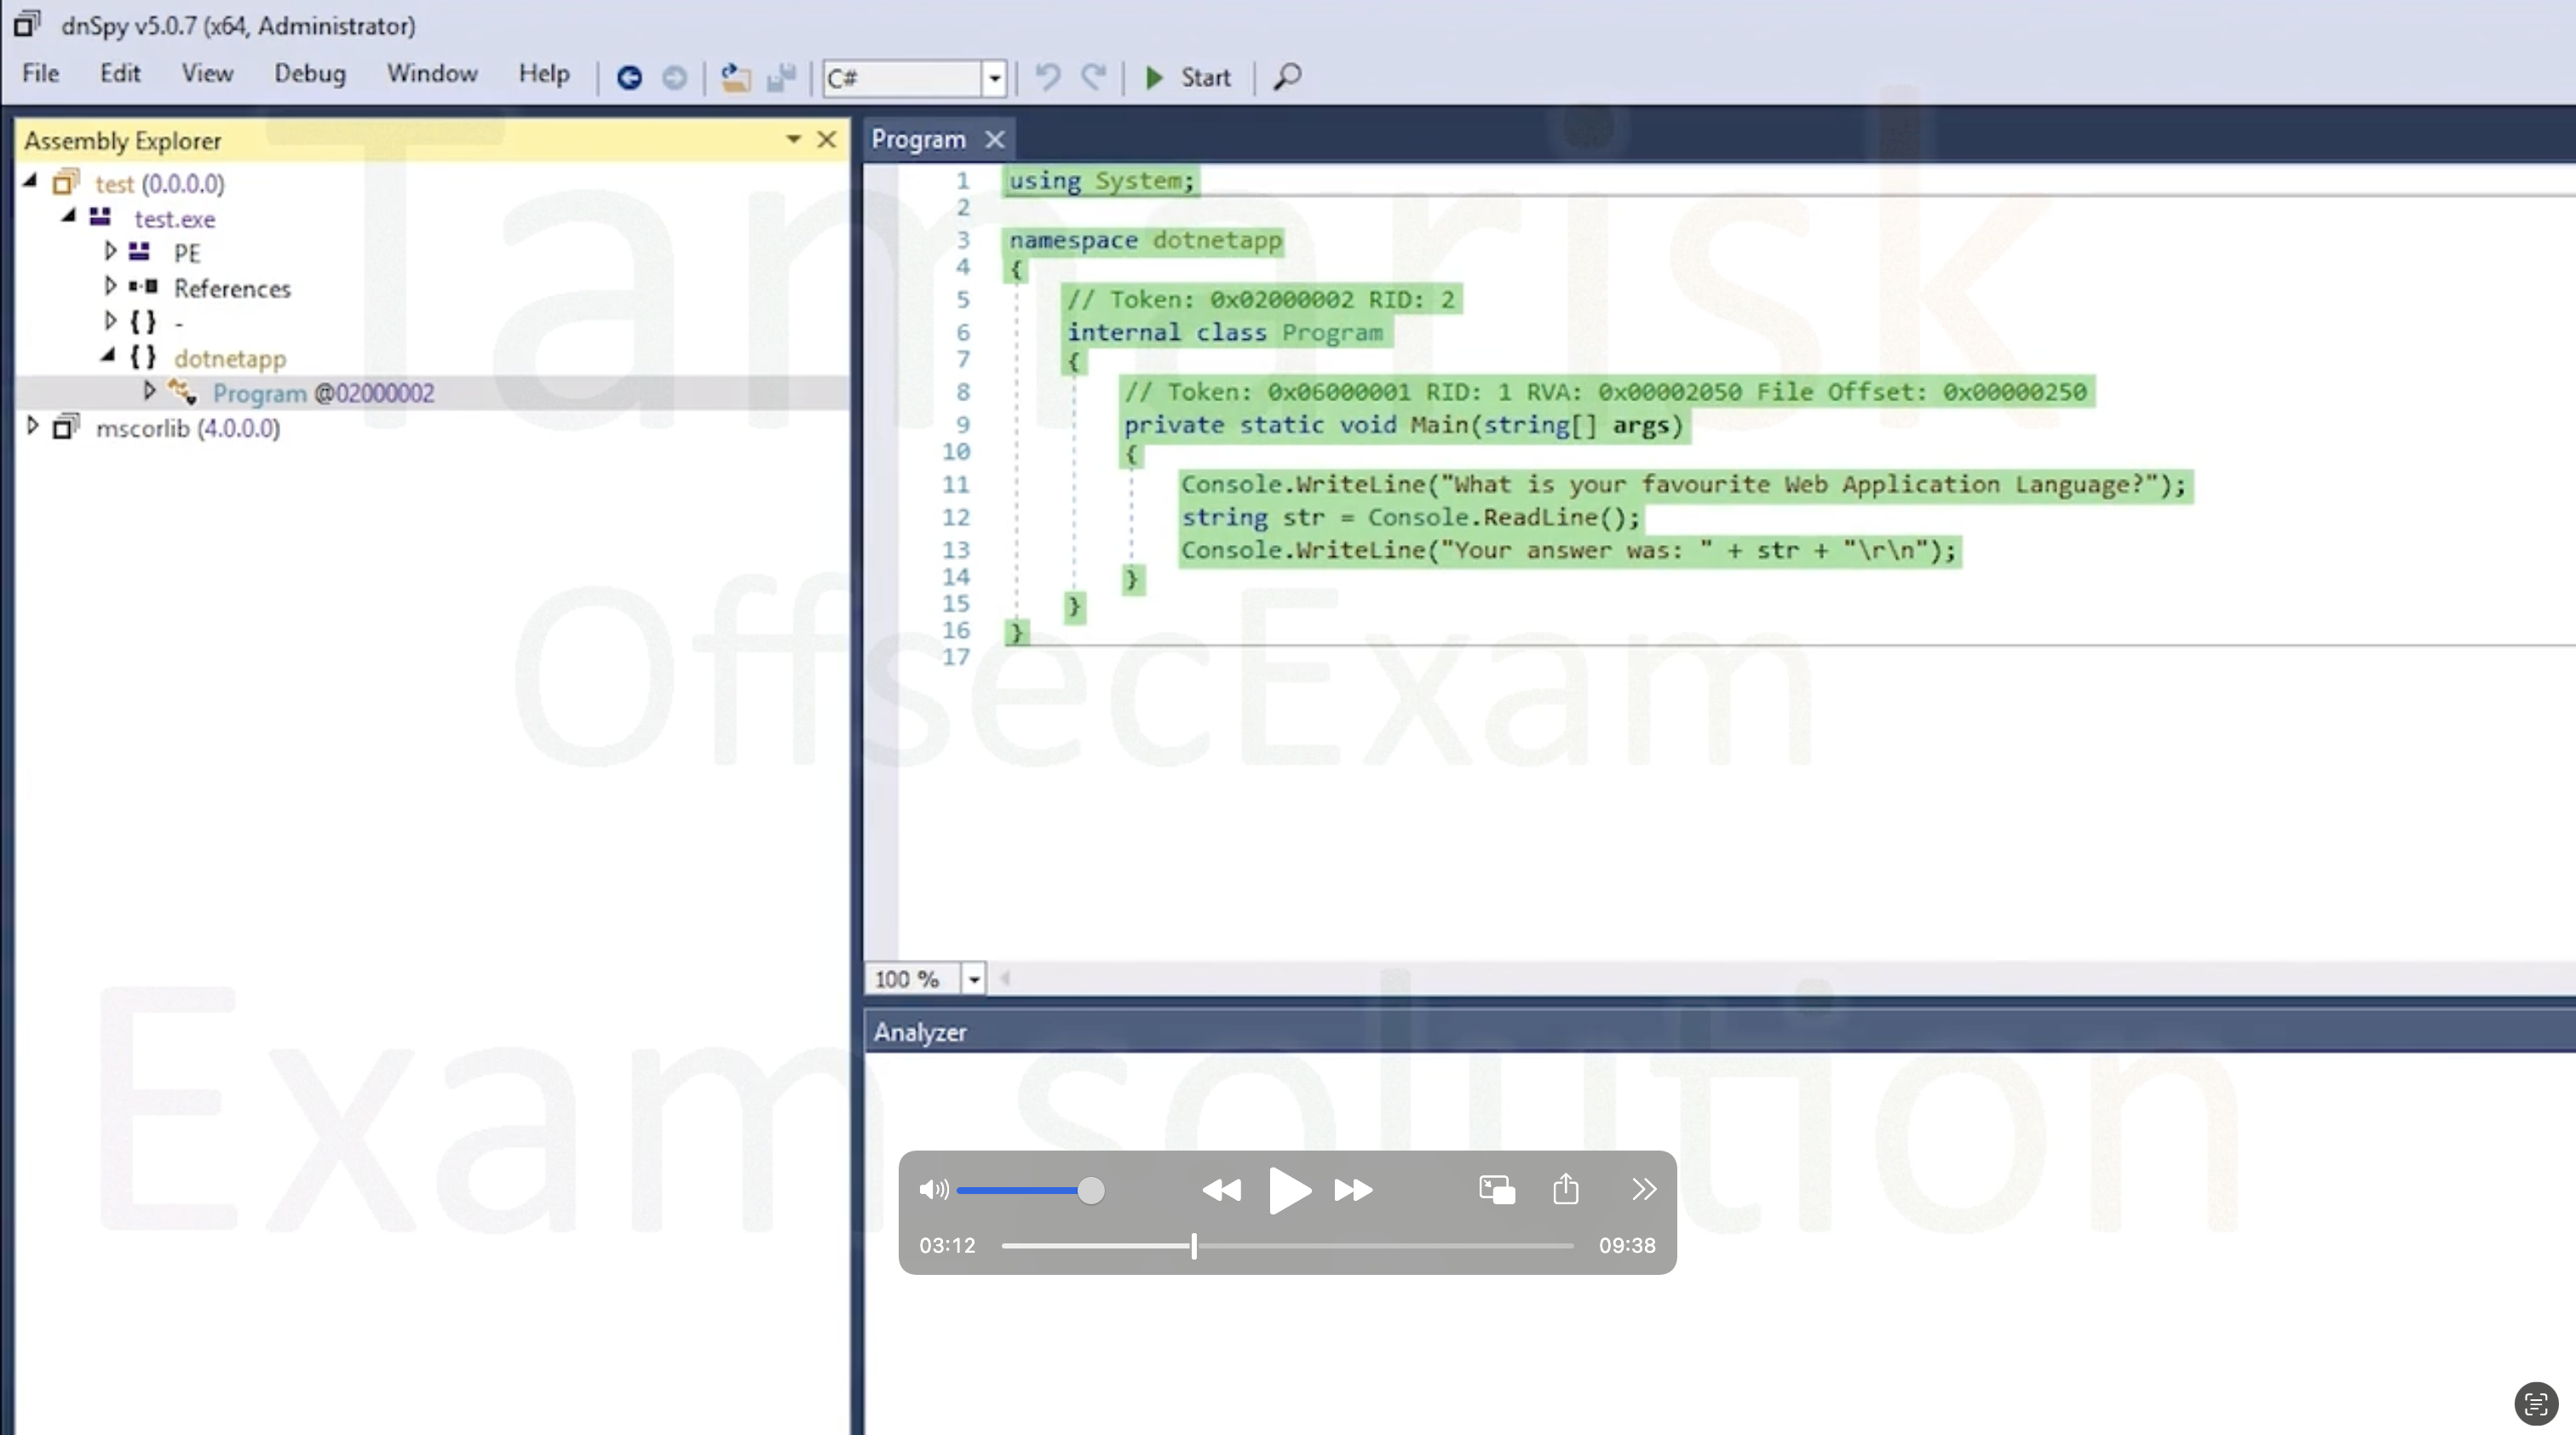 dnSpy v5.0.7 (x64, Administrator)
File Edit View Debug Window Help C# Start
Assembly Explorer
test (0.0.0.0)
test.exe
PE
References
{ } -
{ } dotnetapp
Program @02000002
mscorlib (4.0.0.0)
Program
1 using System;
2
3 namespace dotnetapp
4 {
5 // Token: 0x02000002 RID: 2
6 internal class Program
7 {
8 // Token: 0x06000001 RID: 1 RVA: 0x00002050 File Offset: 0x00000250
9 private static void Main(string[] args)
10 {
11 Console.WriteLine("What is your favourite Web Application Language?");
12 string str = Console.ReadLine();
13 Console.WriteLine("Your answer was: " + str + "\r\n");
14 }
15 }
16 }
17
100 %
Analyzer
03:12 09:38
Tamarisk
OffsecExam
Exam solution